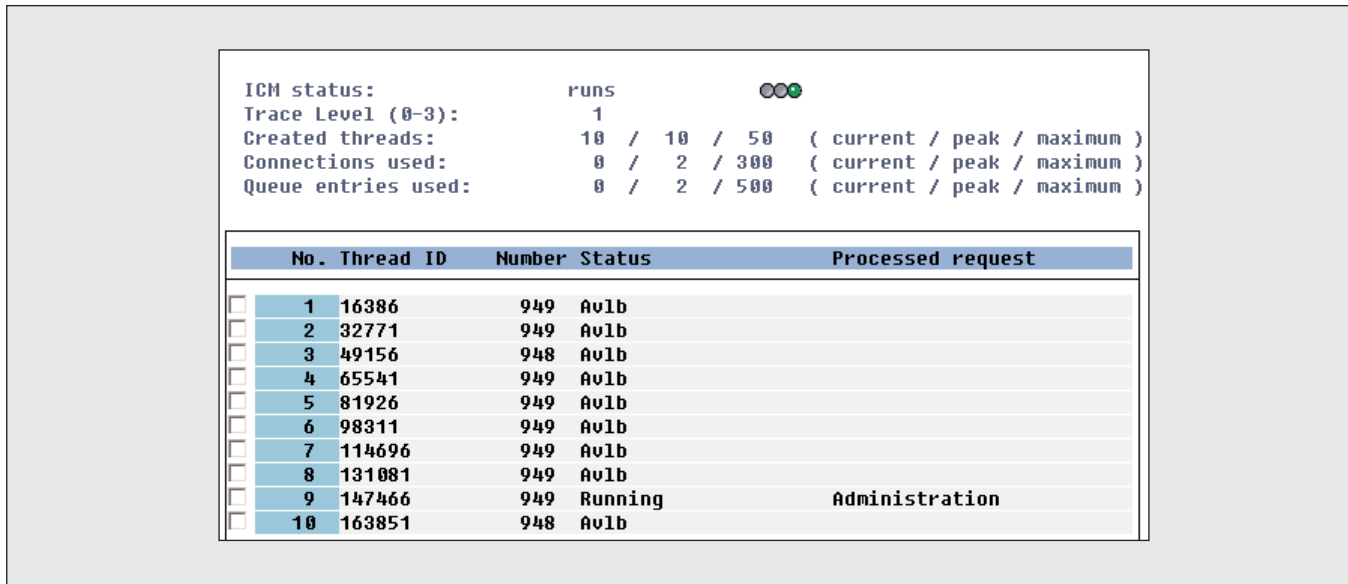 ICM status: runs
Trace Level (0-3): 1
Created threads: 10 / 10 / 50 ( current / peak / maximum )
Connections used: 0 / 2 / 300 ( current / peak / maximum )
Queue entries used: 0 / 2 / 500 ( current / peak / maximum )
No. Thread ID Number Status Processed request
1 16386 949 Avlb
2 32771 949 Avlb
3 49156 948 Avlb
4 65541 949 Avlb
5 81926 949 Avlb
6 98311 949 Avlb
7 114696 949 Avlb
8 131081 949 Avlb
9 147466 949 Running Administration
10 163851 948 Avlb